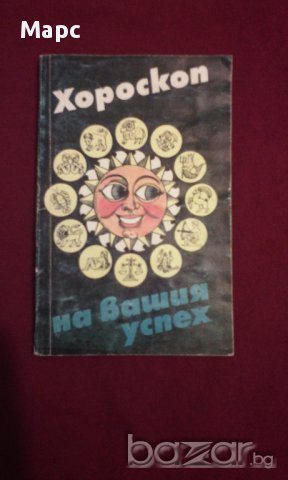 Марс
Хороскоп
на вашия
успех
bazar.bg